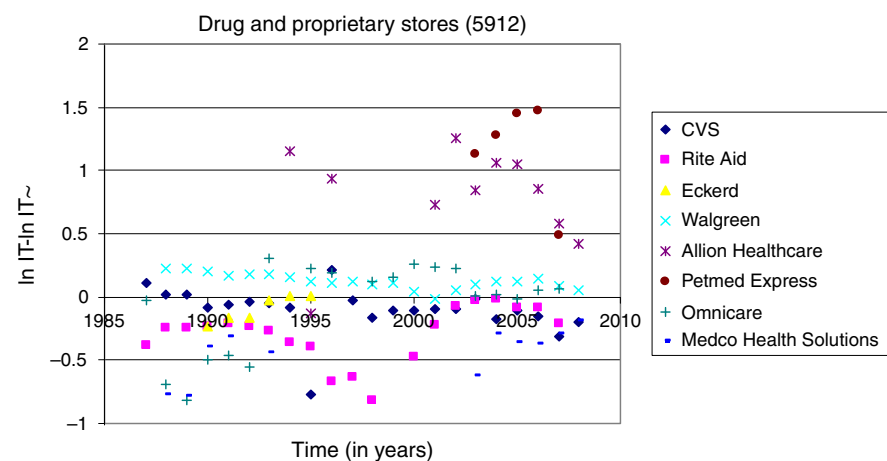 Drug and proprietary stores (5912)
2
1.5
1
0.5
0
−0.5
−1
1985
1990
1995
2000
2005
2010
ln IT-ln IT~
Time (in years)
CVS
Rite Aid
Eckerd
Walgreen
Allion Healthcare
Petmed Express
Omnicare
Medco Health Solutions